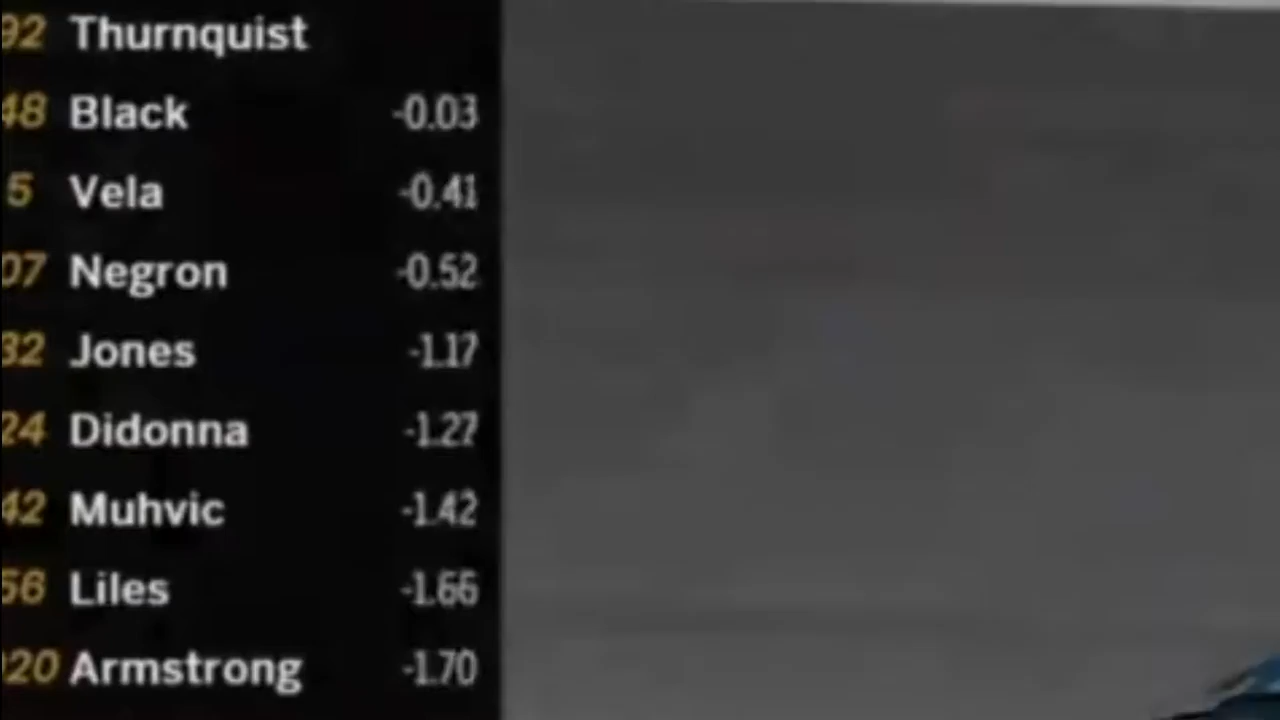 92 Thurnquist
48 Black -0.03
5 Vela -0.41
07 Negron -0.52
32 Jones -1.17
24 Didonna -1.27
42 Muhvic -1.42
56 Liles -1.66
20 Armstrong -1.70